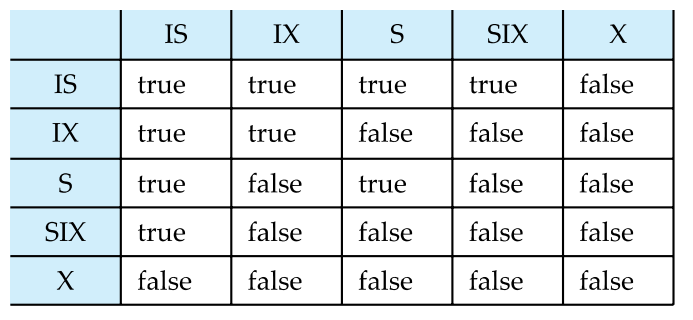 IS IX S SIX X
IS true true true true false
IX true true false false false
S true false true false false
SIX true false false false false
X false false false false false